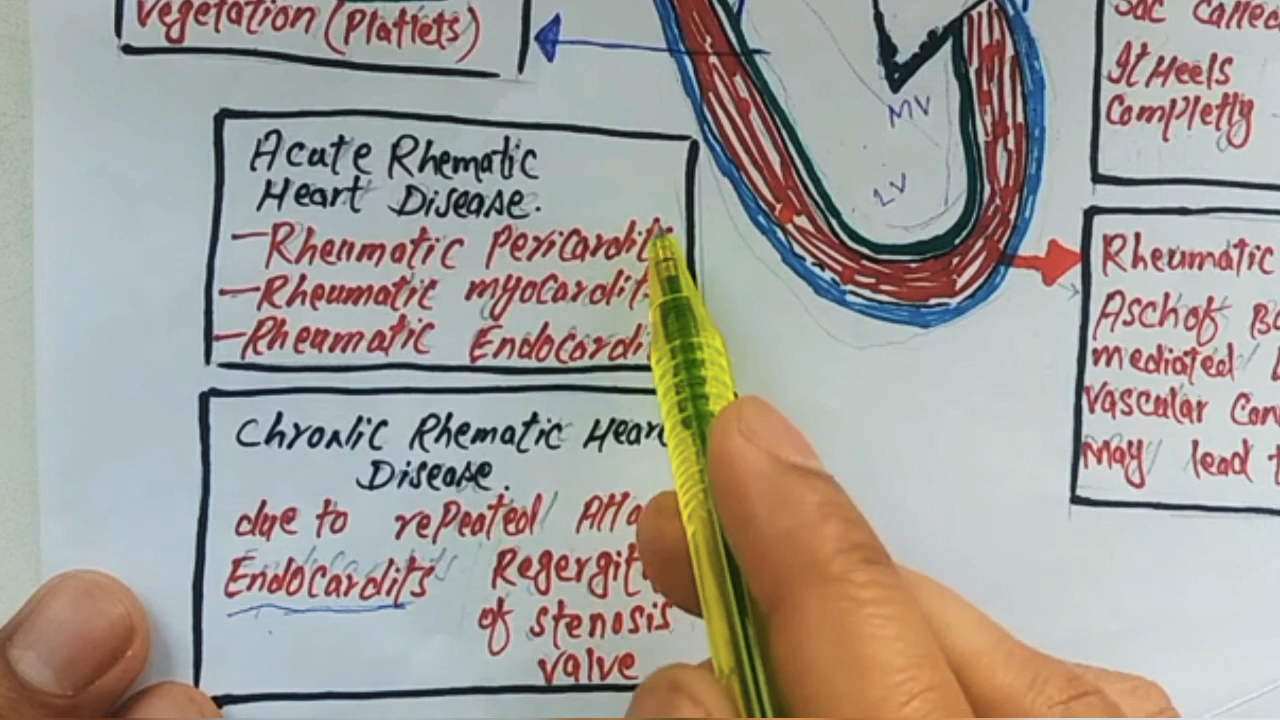 Vegetation (Platlets)
Acute Rhematic
Heart Disease.
- Rheumatic Pericardit
- Rheumatic myocardit
- Rheumatic Endocardi
Chronic Rhematic Hear
Disease.
due to repeated Atta
Endocardits Regergit
of stenosis
valve
MV
LV
Sac called
It Heels
Completly
Rheumatic
Aschof B
mediated
Vascular Con
May lead t